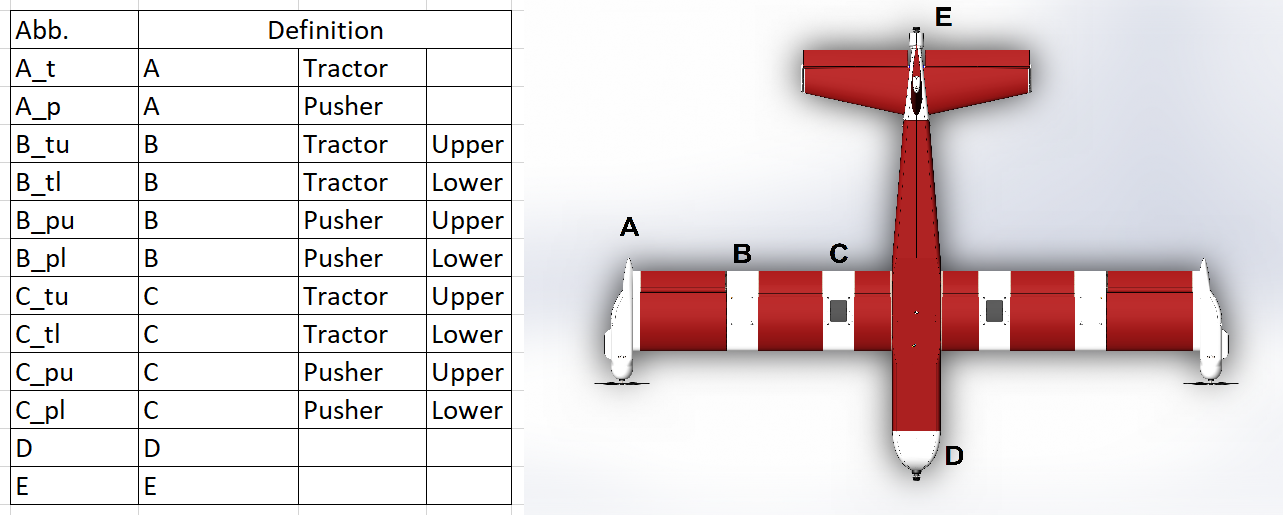 Abb. Definition
A_t A Tractor
A_p A Pusher
B_tu B Tractor Upper
B_tl B Tractor Lower
B_pu B Pusher Upper
B_pl B Pusher Lower
C_tu C Tractor Upper
C_tl C Tractor Lower
C_pu C Pusher Upper
C_pl C Pusher Lower
D D
E E
E
A
B C
D